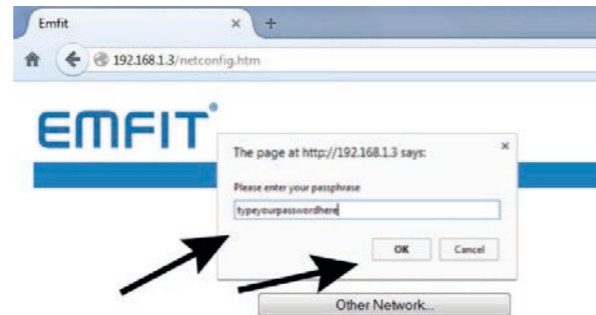 Emfit
192.168.1.3/netconfig.htm
EMFIT®
The page at http://192.168.1.3 says:
Please enter your passphrase
typeyourpasswordhere
OK Cancel
Other Network...